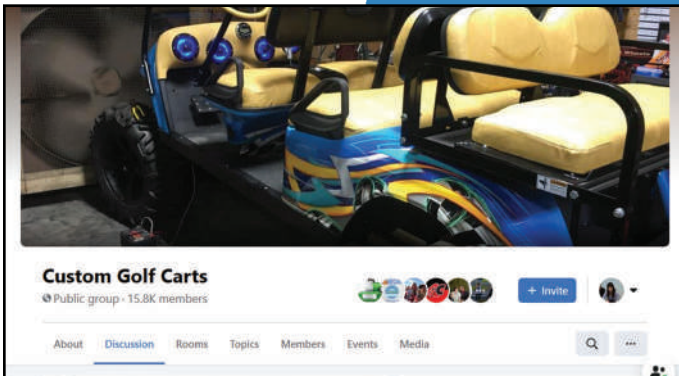 Custom Golf Carts
Public group · 15.8K members
+ Invite
About Discussion Rooms Topics Members Events Media